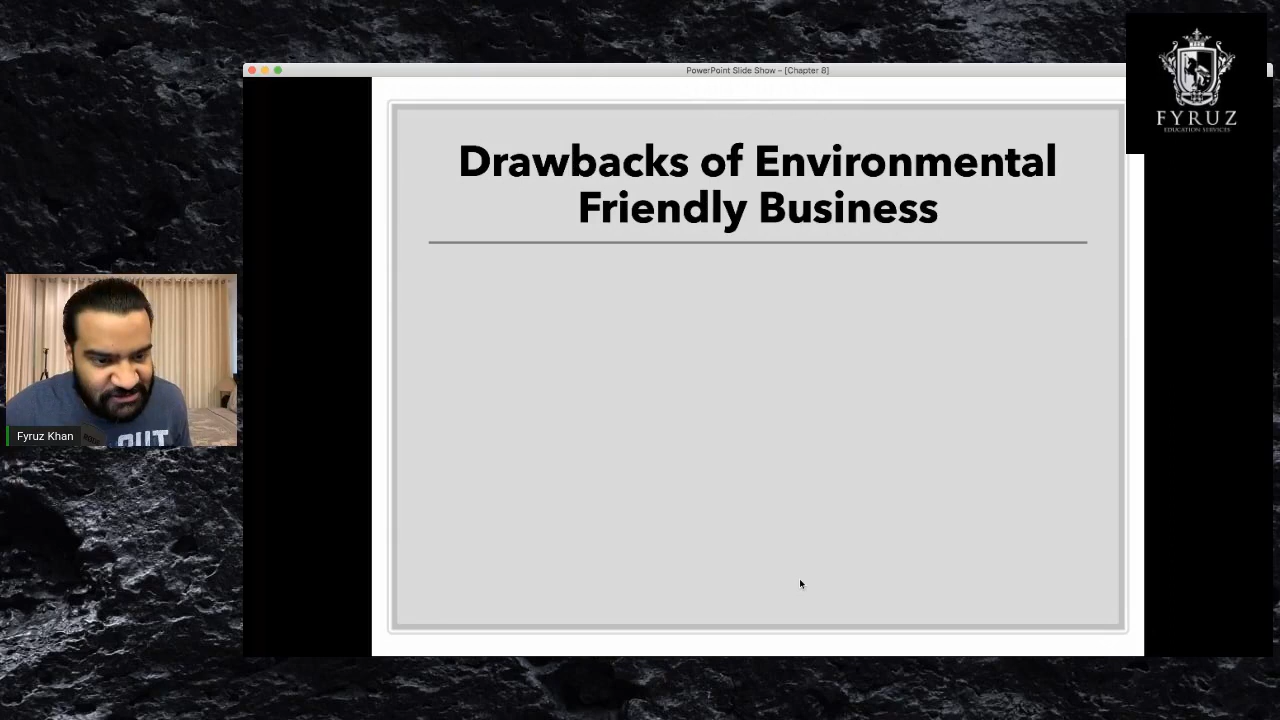 PowerPoint Slide Show – [Chapter 8]
FYRUZ
EDUCATION SERVICES
Drawbacks of Environmental
Friendly Business
Fyruz Khan
OUT